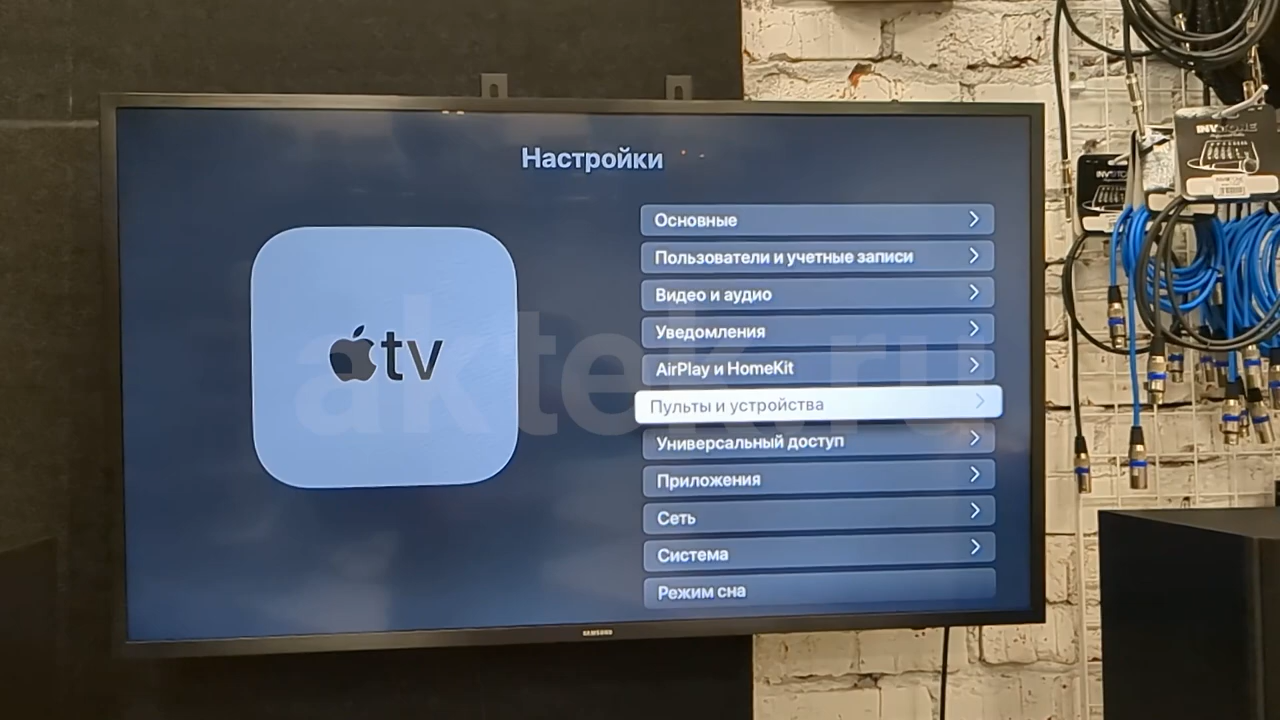 Настройки
tv
Основные
Пользователи и учетные записи
Видео и аудио
Уведомления
AirPlay и HomeKit
Пульты и устройства
Универсальный доступ
Приложения
Сеть
Система
Режим сна
aktek.ru
SAMSUNG
INVOTONE